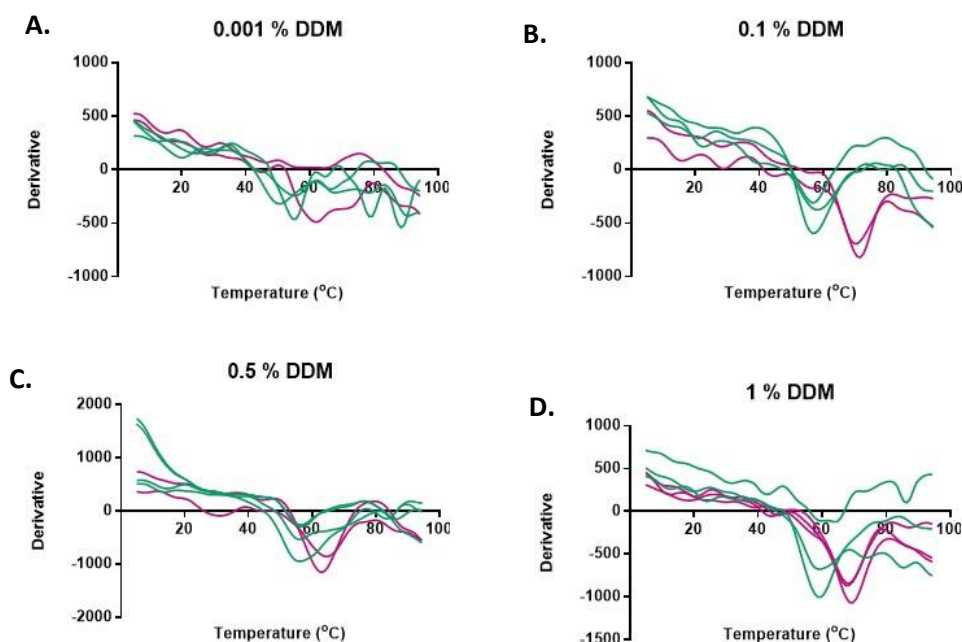 A.
0.001 % DDM
1000
500
0
-500
-1000
20
40
60
80
100
Derivative
Temperature (°C)
B.
0.1 % DDM
1000
500
0
-500
-1000
20
40
60
80
100
Derivative
Temperature (°C)
C.
0.5 % DDM
2000
1000
0
-1000
-2000
20
40
60
80
100
Derivative
Temperature (°C)
D.
1 % DDM
1000
500
0
-500
-1000
-1500
20
40
60
80
100
Derivative
Temperature (°C)